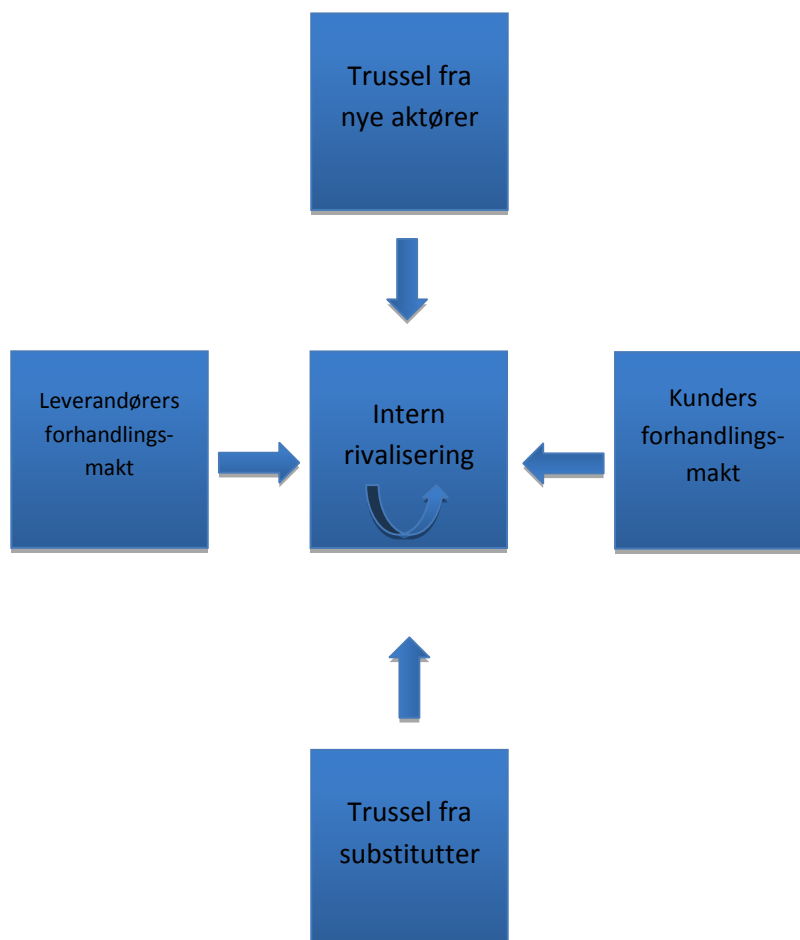 Trussel fra
nye aktører
Leverandørers
forhandlings-
makt
Intern
rivalisering
Kunders
forhandlings-
makt
Trussel fra
substitutter